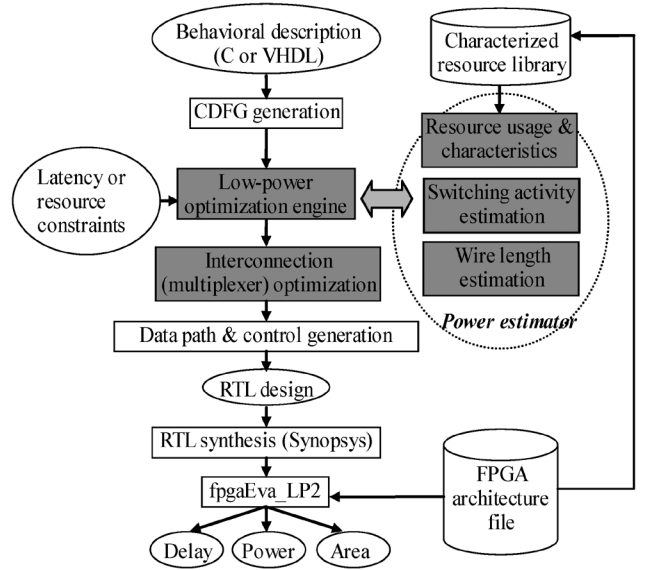 Behavioral description
(C or VHDL)
Characterized
resource library
CDFG generation
Resource usage &
characteristics
Latency or
resource
constraints
Low-power
optimization engine
Switching activity
estimation
Interconnection
(multiplexer) optimization
Wire length
estimation
Power estimator
Data path & control generation
RTL design
RTL synthesis (Synopsys)
FPGA
architecture
file
fpgaEva_LP2
Delay
Power
Area